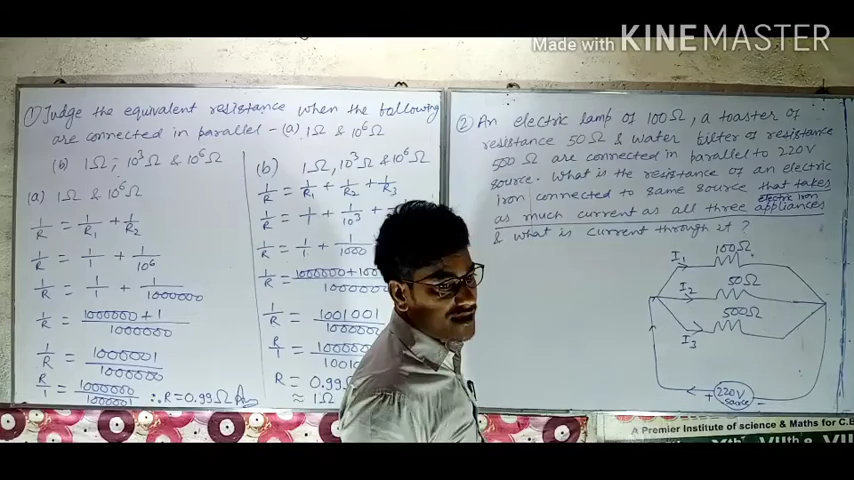 Made with KINEMASTER
① Judge the equivalent resistance when the following
are connected in parallel - (a) 1Ω & 10⁶Ω
(b) 1Ω, 10³Ω & 10⁶Ω
(a) 1Ω & 10⁶Ω
1/R = 1/R₁ + 1/R₂
1/R = 1/1 + 1/10⁶
1/R = 1/1 + 1/1000000
1/R = 1000000 + 1/1000000
1/R = 1000001/1000000
R/1 = 1000000/1000001 ∴ R = 0.99Ω Ans
(b) 1Ω, 10³Ω & 10⁶Ω
1/R = 1/R₁ + 1/R₂ + 1/R₃
1/R = 1/1 + 1/10³ +
1/R = 1/1 + 1/1000
1/R =
1/R = 1001001
R/1 =
R = 0.99
≈ 1Ω
② An electric lamp of 100Ω, a toaster of
resistance 50Ω & water filter of resistance
500Ω are connected in parallel to 220V
source. What is the resistance of an electric
iron connected to same source that takes
as much current as all three appliances
electric iron
& what is current through it?
100Ω
I₁
50Ω
I₂
500Ω
I₃
220V
source
+ -
A Premier Institute of science & Maths for C.B
Xth VIIth &